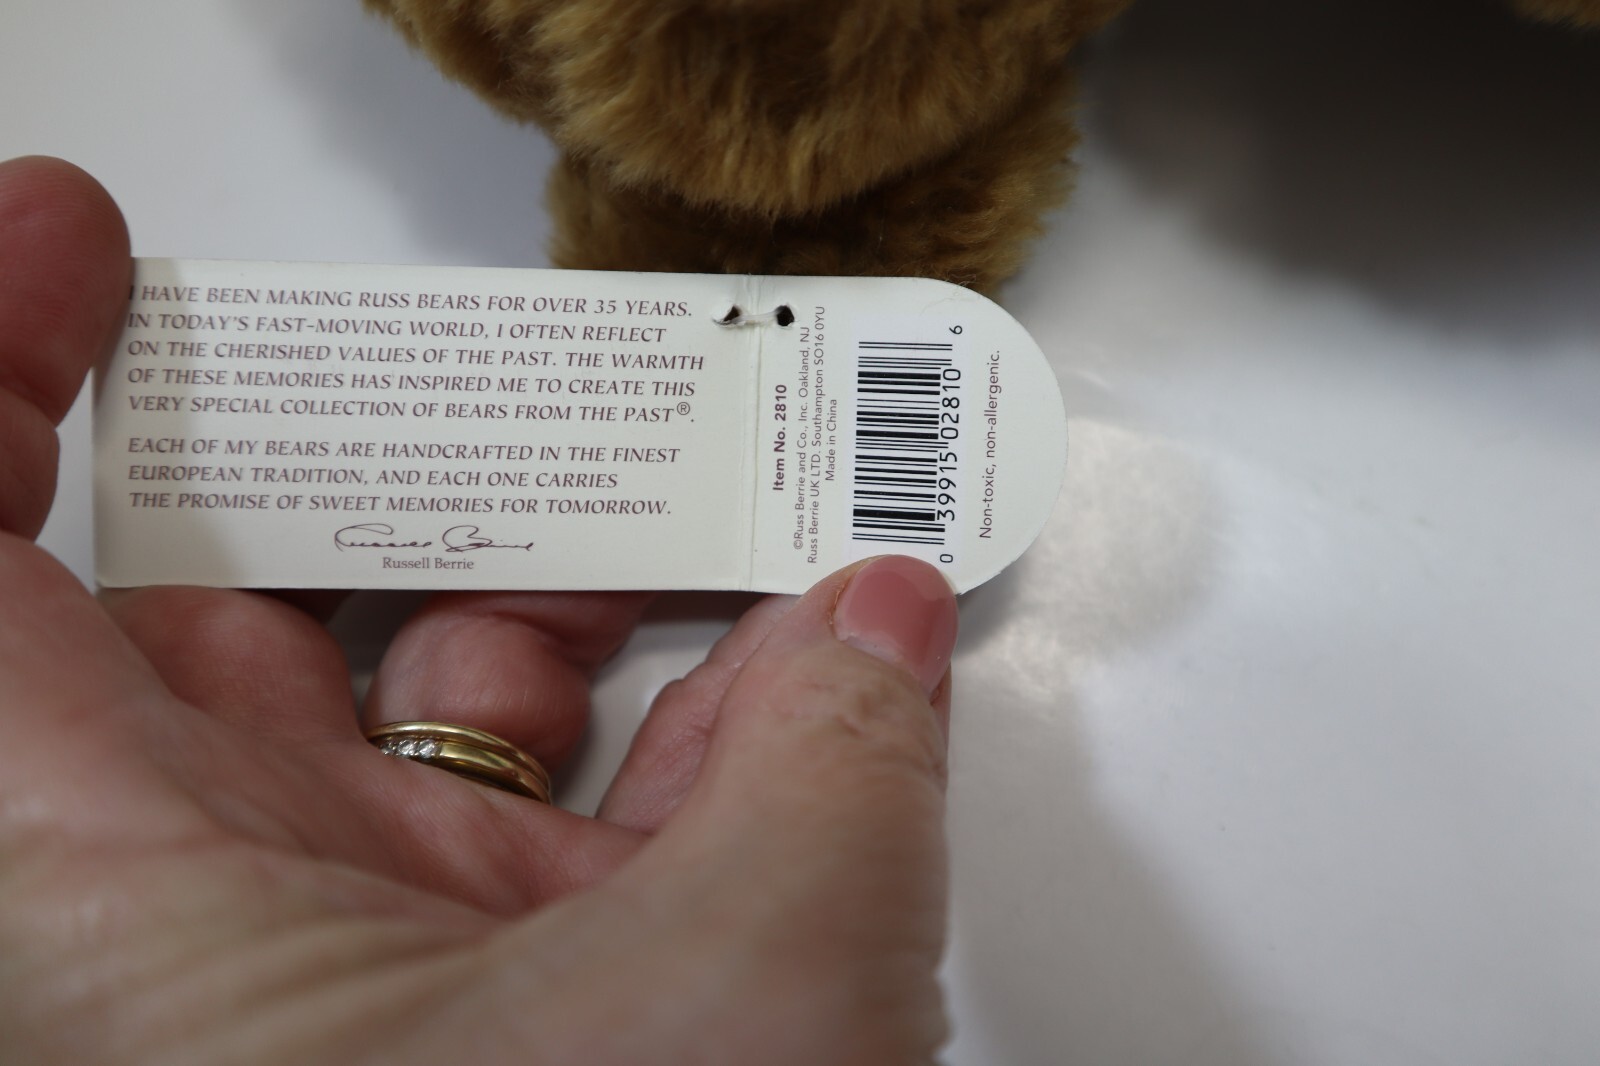 I HAVE BEEN MAKING RUSS BEARS FOR OVER 35 YEARS.
IN TODAY'S FAST-MOVING WORLD, I OFTEN REFLECT
ON THE CHERISHED VALUES OF THE PAST. THE WARMTH
OF THESE MEMORIES HAS INSPIRED ME TO CREATE THIS
VERY SPECIAL COLLECTION OF BEARS FROM THE PAST®.
EACH OF MY BEARS ARE HANDCRAFTED IN THE FINEST
EUROPEAN TRADITION, AND EACH ONE CARRIES
THE PROMISE OF SWEET MEMORIES FOR TOMORROW.
Russell Berrie
Russell Berrie
Item No. 2810
©Russ Berrie and Co., Inc. Oakland, NJ
Russ Berrie UK LTD. Southampton SO16 0YU
Made in China
0 39915 02810 6
Non-toxic, non-allergenic.